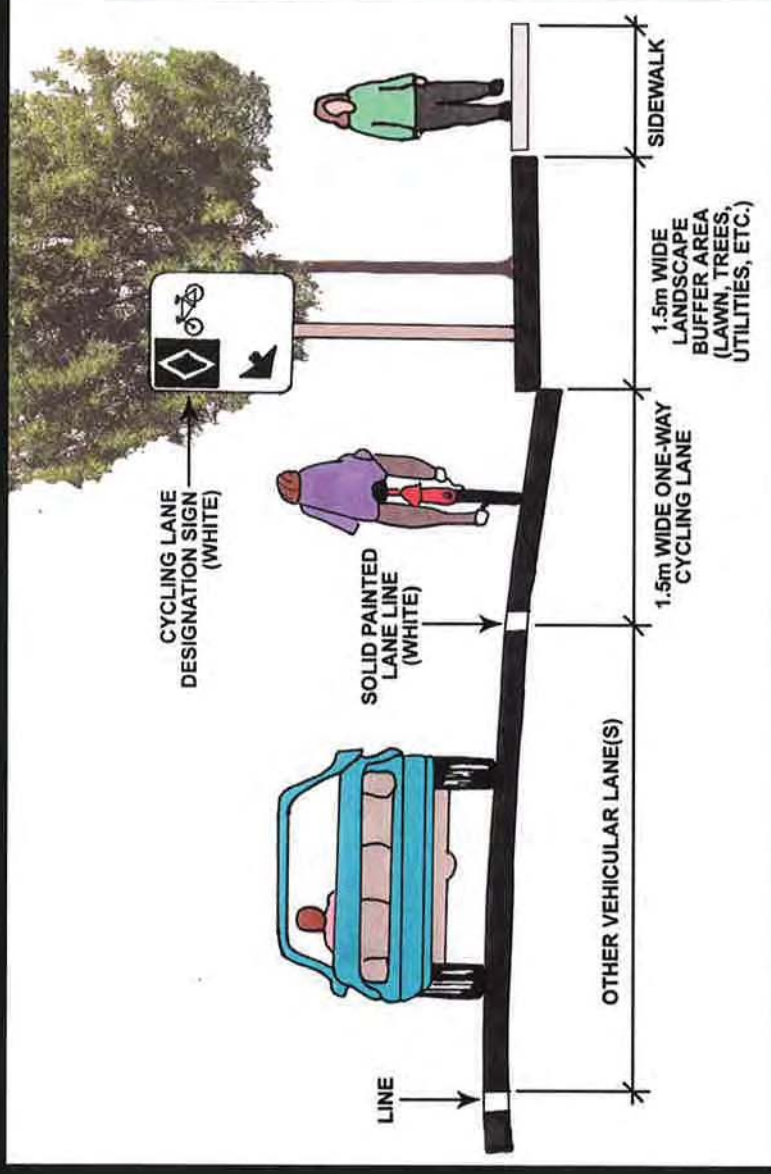 CYCLING LANE
DESIGNATION SIGN
(WHITE)
SOLID PAINTED
LANE LINE
(WHITE)
LINE
OTHER VEHICULAR LANE(S)
1.5m WIDE ONE-WAY
CYCLING LANE
1.5m WIDE
LANDSCAPE
BUFFER AREA
(LAWN, TREES,
UTILITIES, ETC.)
SIDEWALK